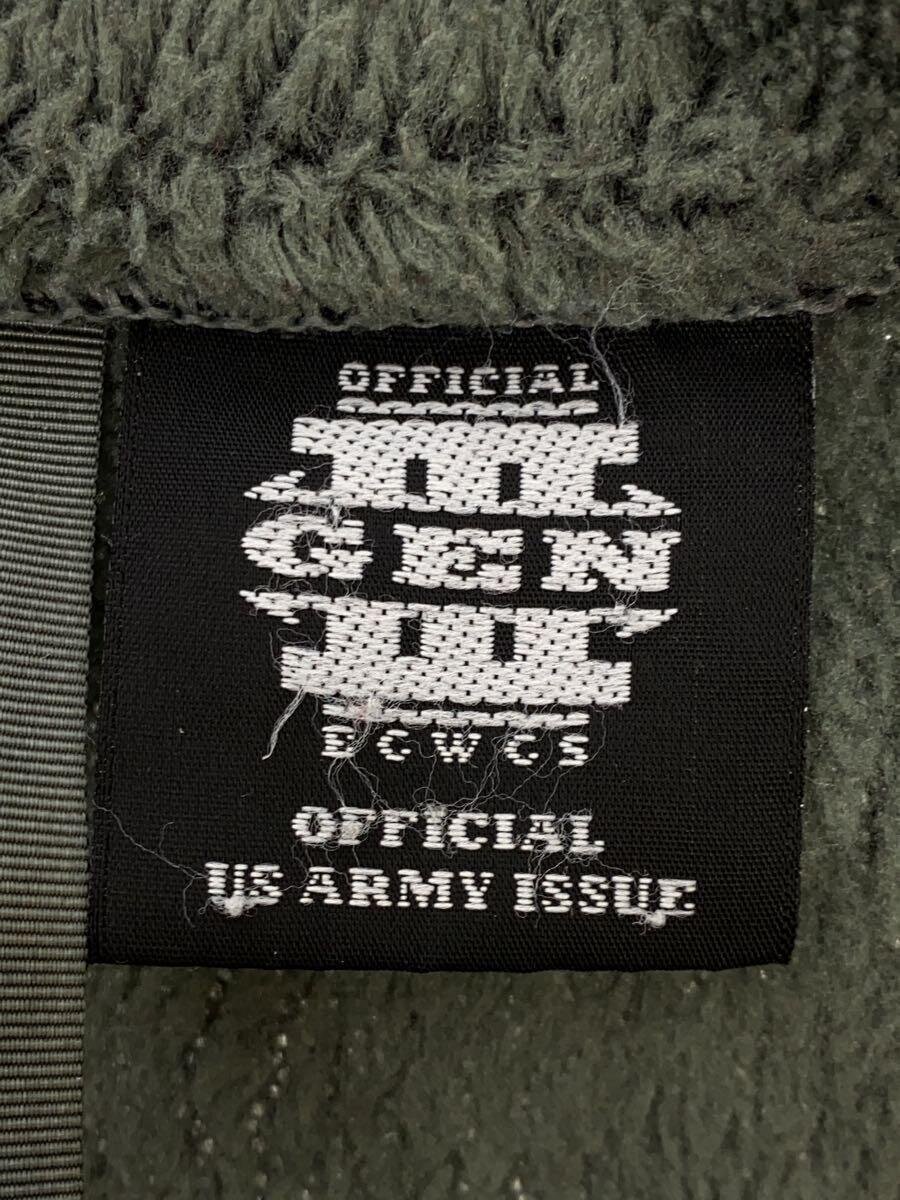 OFFICIAL
III
GEN
III
ECWCS
OFFICIAL
US ARMY ISSUE